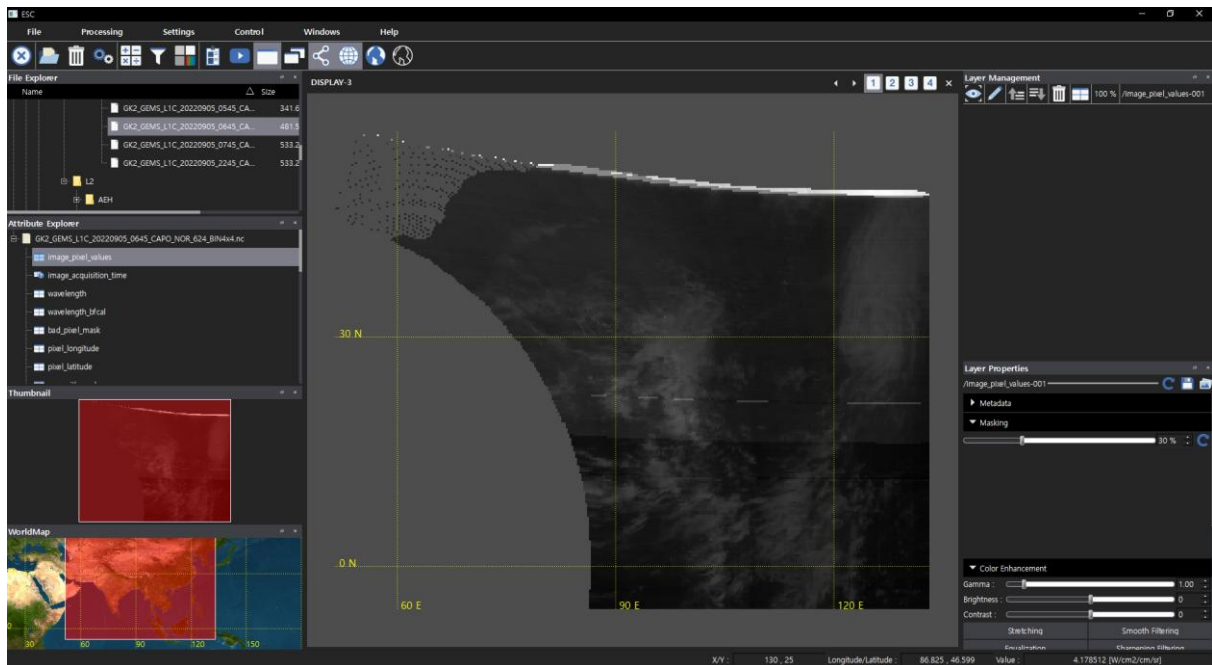 ESC
File Processing Settings Control Windows Help
File Explorer
Name Size
GK2_GEMS_L1C_20220905_0545_CA... 341.6
GK2_GEMS_L1C_20220905_0645_CA... 481.5
GK2_GEMS_L1C_20220905_0745_CA... 533.2
GK2_GEMS_L1C_20220905_2245_CA... 533.2
L2
AEH
Attribute Explorer
GK2_GEMS_L1C_20220905_0645_CAPO_NOR_624_BIN4x4.nc
image_pixel_values
image_acquisition_time
wavelength
wavelength_bfcal
bad_pixel_mask
pixel_longitude
pixel_latitude
Thumbnail
WorldMap
0
30 60 90 120 150
DISPLAY-3
1 2 3 4
30 N
0 N
60 E 90 E 120 E
Layer Management
100 % /image_pixel_values-001
Layer Properties
/image_pixel_values-001
Metadata
Masking
30 %
Color Enhancement
Gamma : 1.00
Brightness : 0
Contrast : 0
Stretching Smooth Filtering
Equalization Sharpening Filtering
X/Y : 130 , 25 Longitude/Latitude : 86.825 , 46.599 Value : 4.178512 [W/cm2/cm/sr]